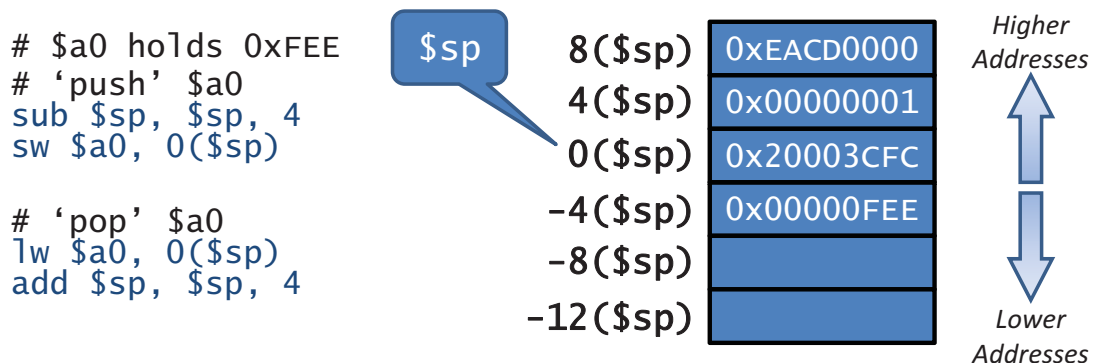 # $a0 holds 0xFEE
# ‘push’ $a0
sub $sp, $sp, 4
sw $a0, 0($sp)
# ‘pop’ $a0
lw $a0, 0($sp)
add $sp, $sp, 4
$sp
8($sp) 0xEACD0000
4($sp) 0x00000001
0($sp) 0x20003CFC
-4($sp) 0x00000FEE
-8($sp)
-12($sp)
Higher
Addresses
Lower
Addresses